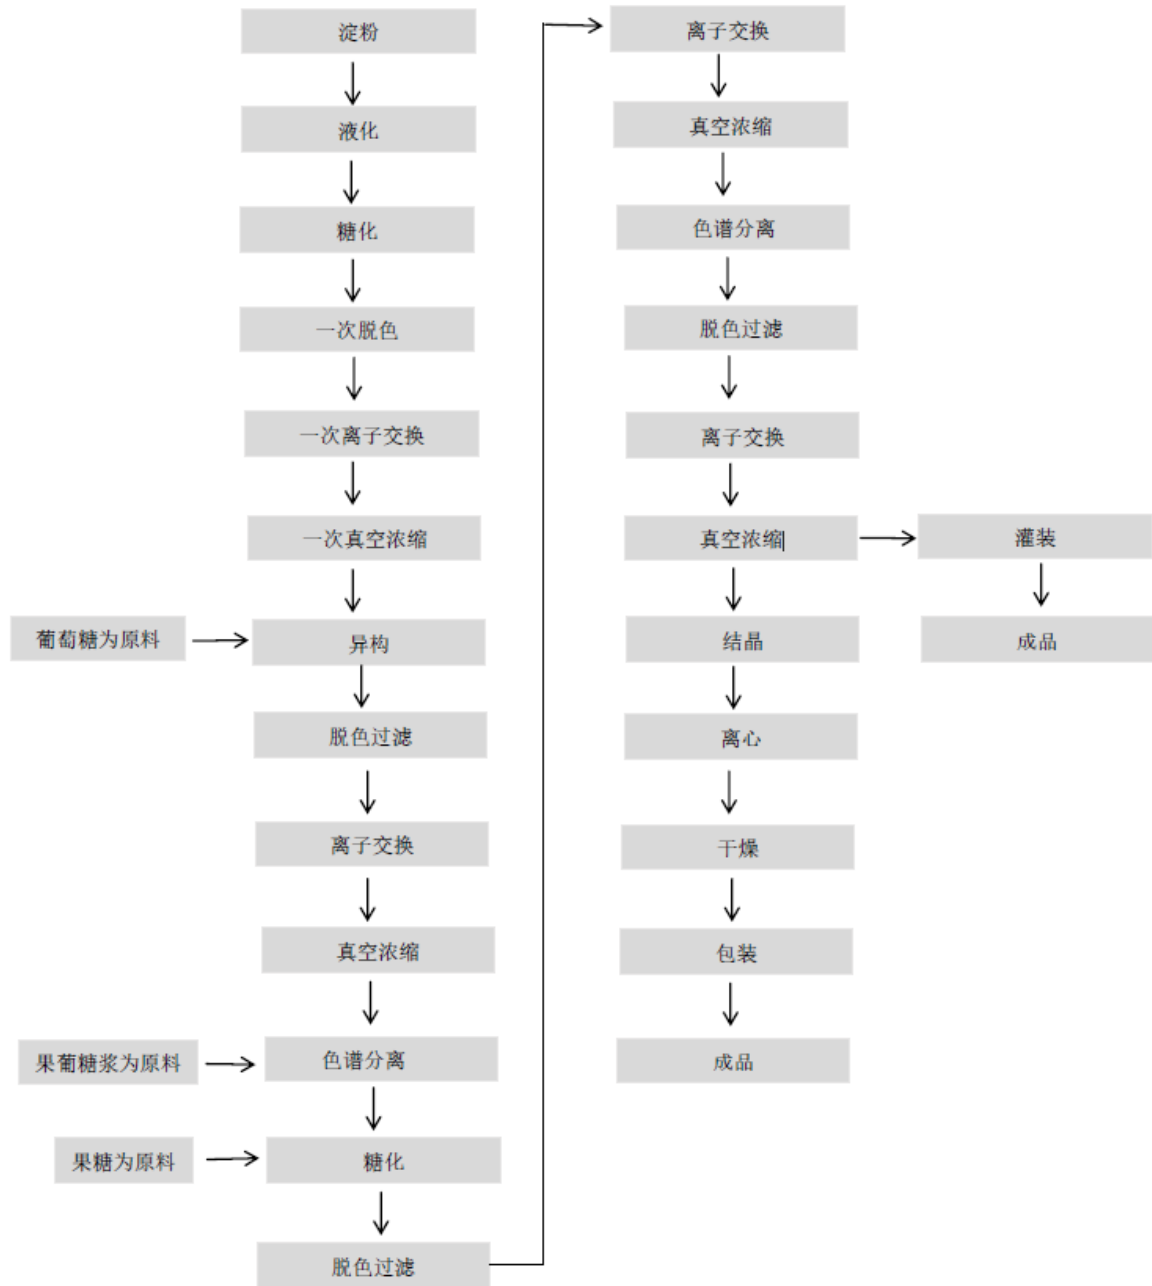 淀粉
液化
糖化
一次脱色
一次离子交换
一次真空浓缩
葡萄糖为原料
异构
脱色过滤
离子交换
真空浓缩
果葡糖浆为原料
色谱分离
果糖为原料
糖化
脱色过滤
离子交换
真空浓缩
色谱分离
脱色过滤
离子交换
真空浓缩
灌装
成品
结晶
离心
干燥
包装
成品